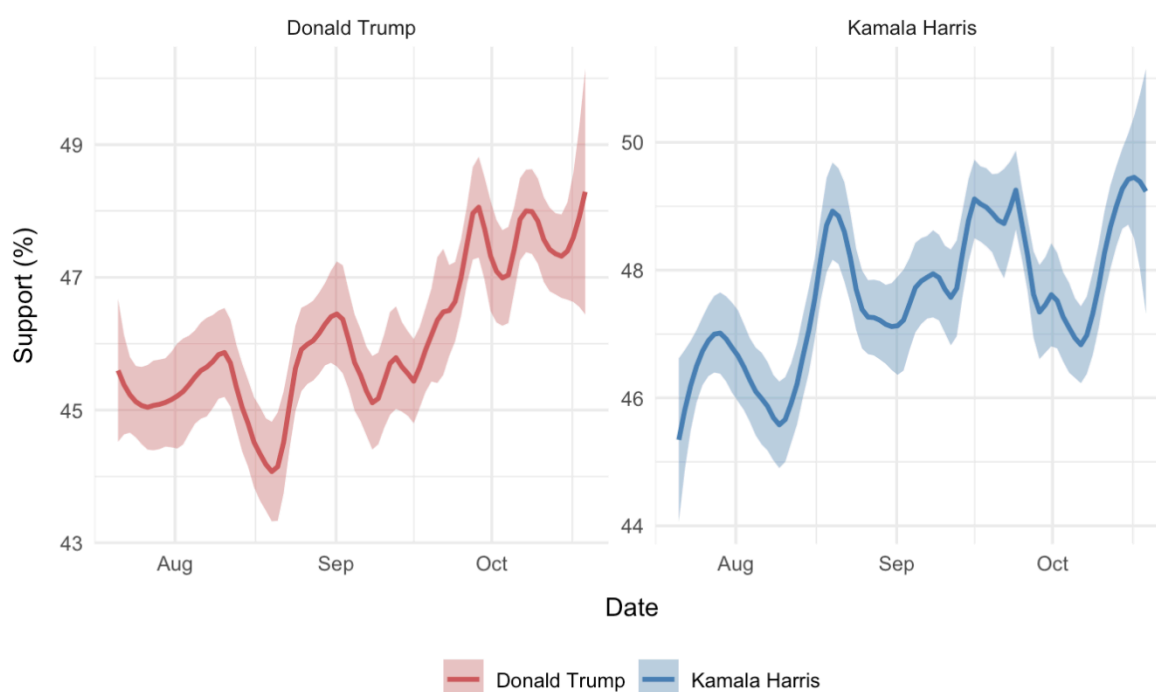 Donald Trump
Kamala Harris
Support (%)
49
47
45
43
50
48
46
44
Aug Sep Oct
Aug Sep Oct
Date
Donald Trump Kamala Harris